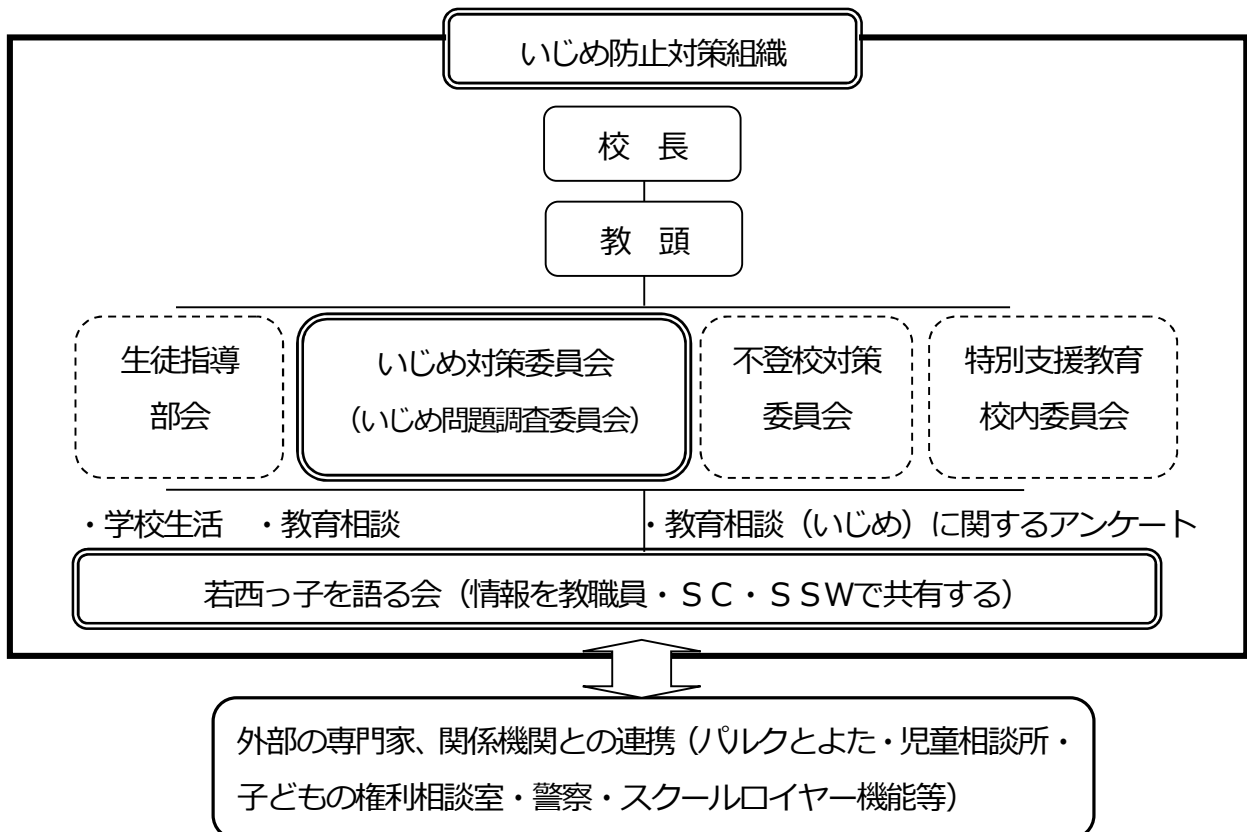 いじめ防止対策組織
校 長
教 頭
生徒指導
部会
いじめ対策委員会
(いじめ問題調査委員会)
不登校対策
委員会
特別支援教育
校内委員会
・学校生活 ・教育相談 ・教育相談(いじめ)に関するアンケート
若西っ子を語る会(情報を教職員・SC・SSWで共有する)
外部の専門家、関係機関との連携(パルクとよた・児童相談所・
子どもの権利相談室・警察・スクールロイヤー機能等)